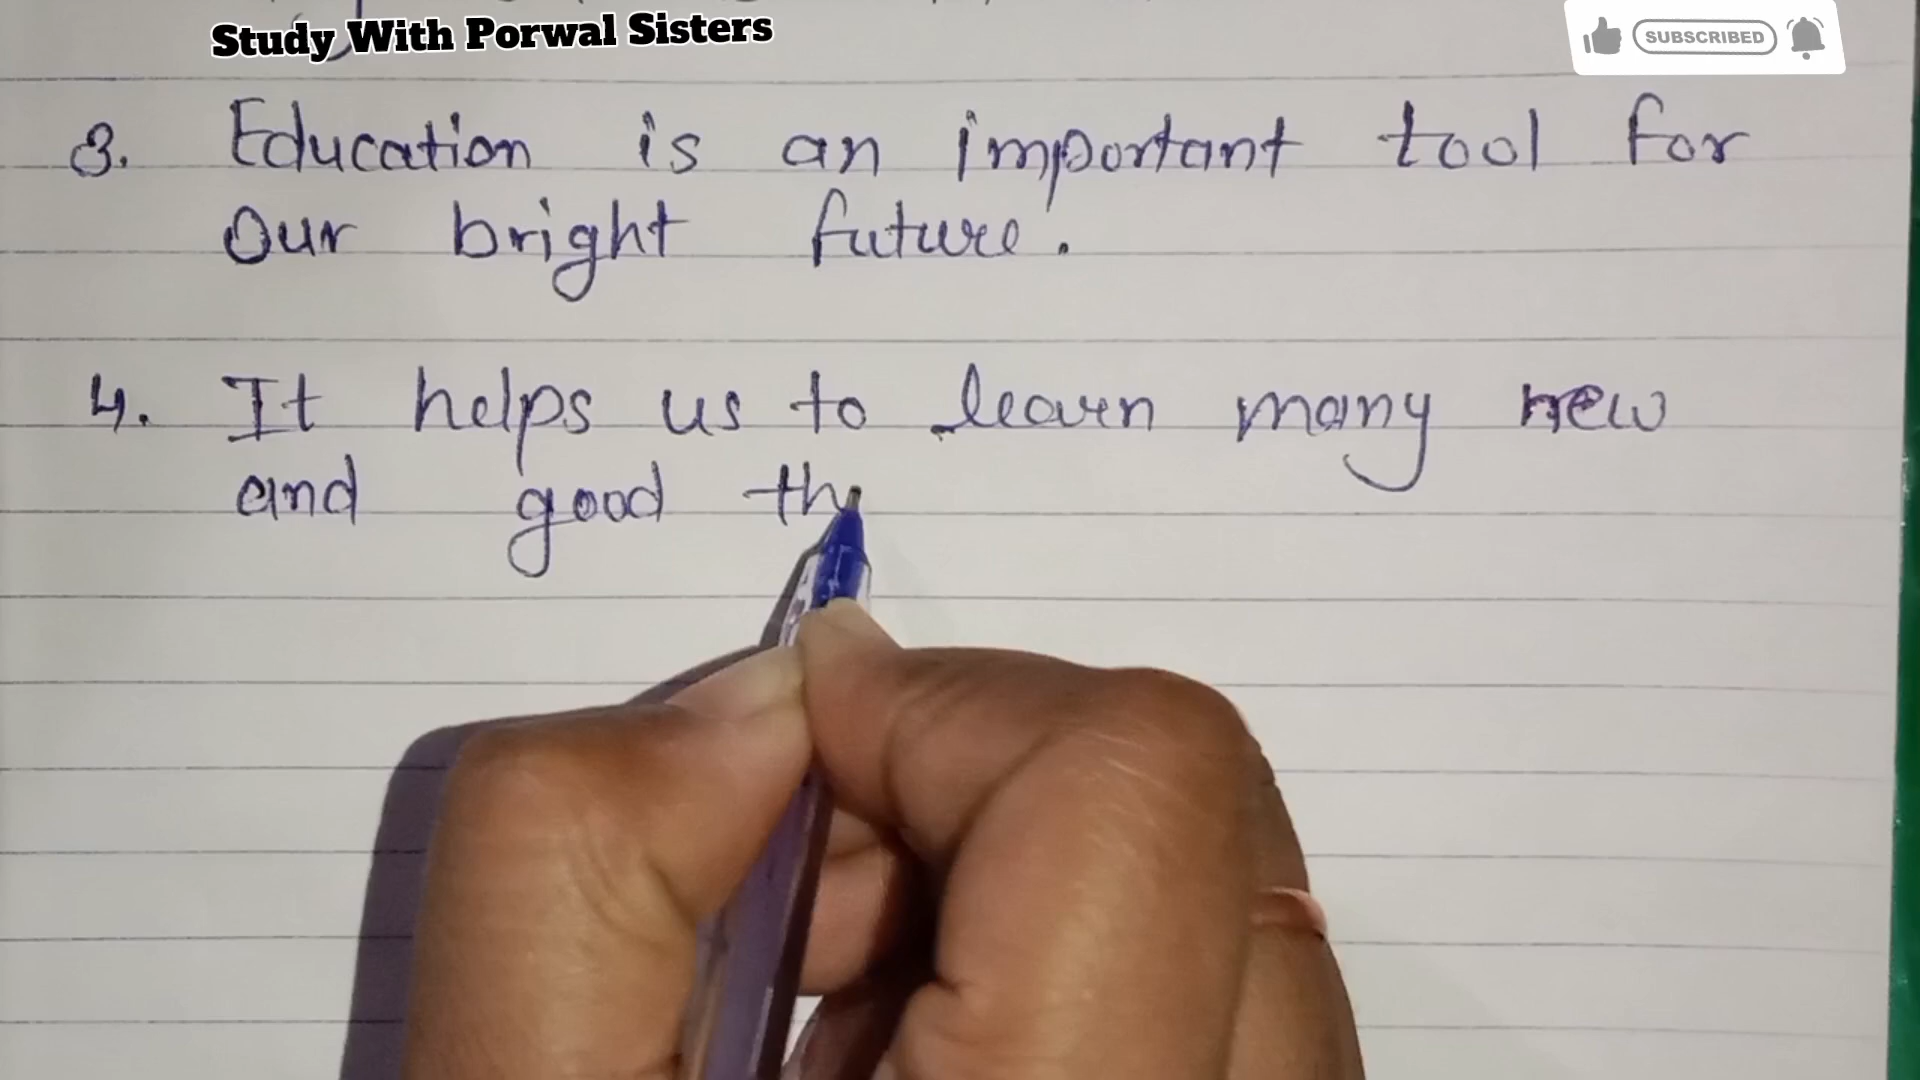 Study With Porwal Sisters
SUBSCRIBED
3. Education is an important tool for
our bright future.
4. It helps us to learn many new
and good th